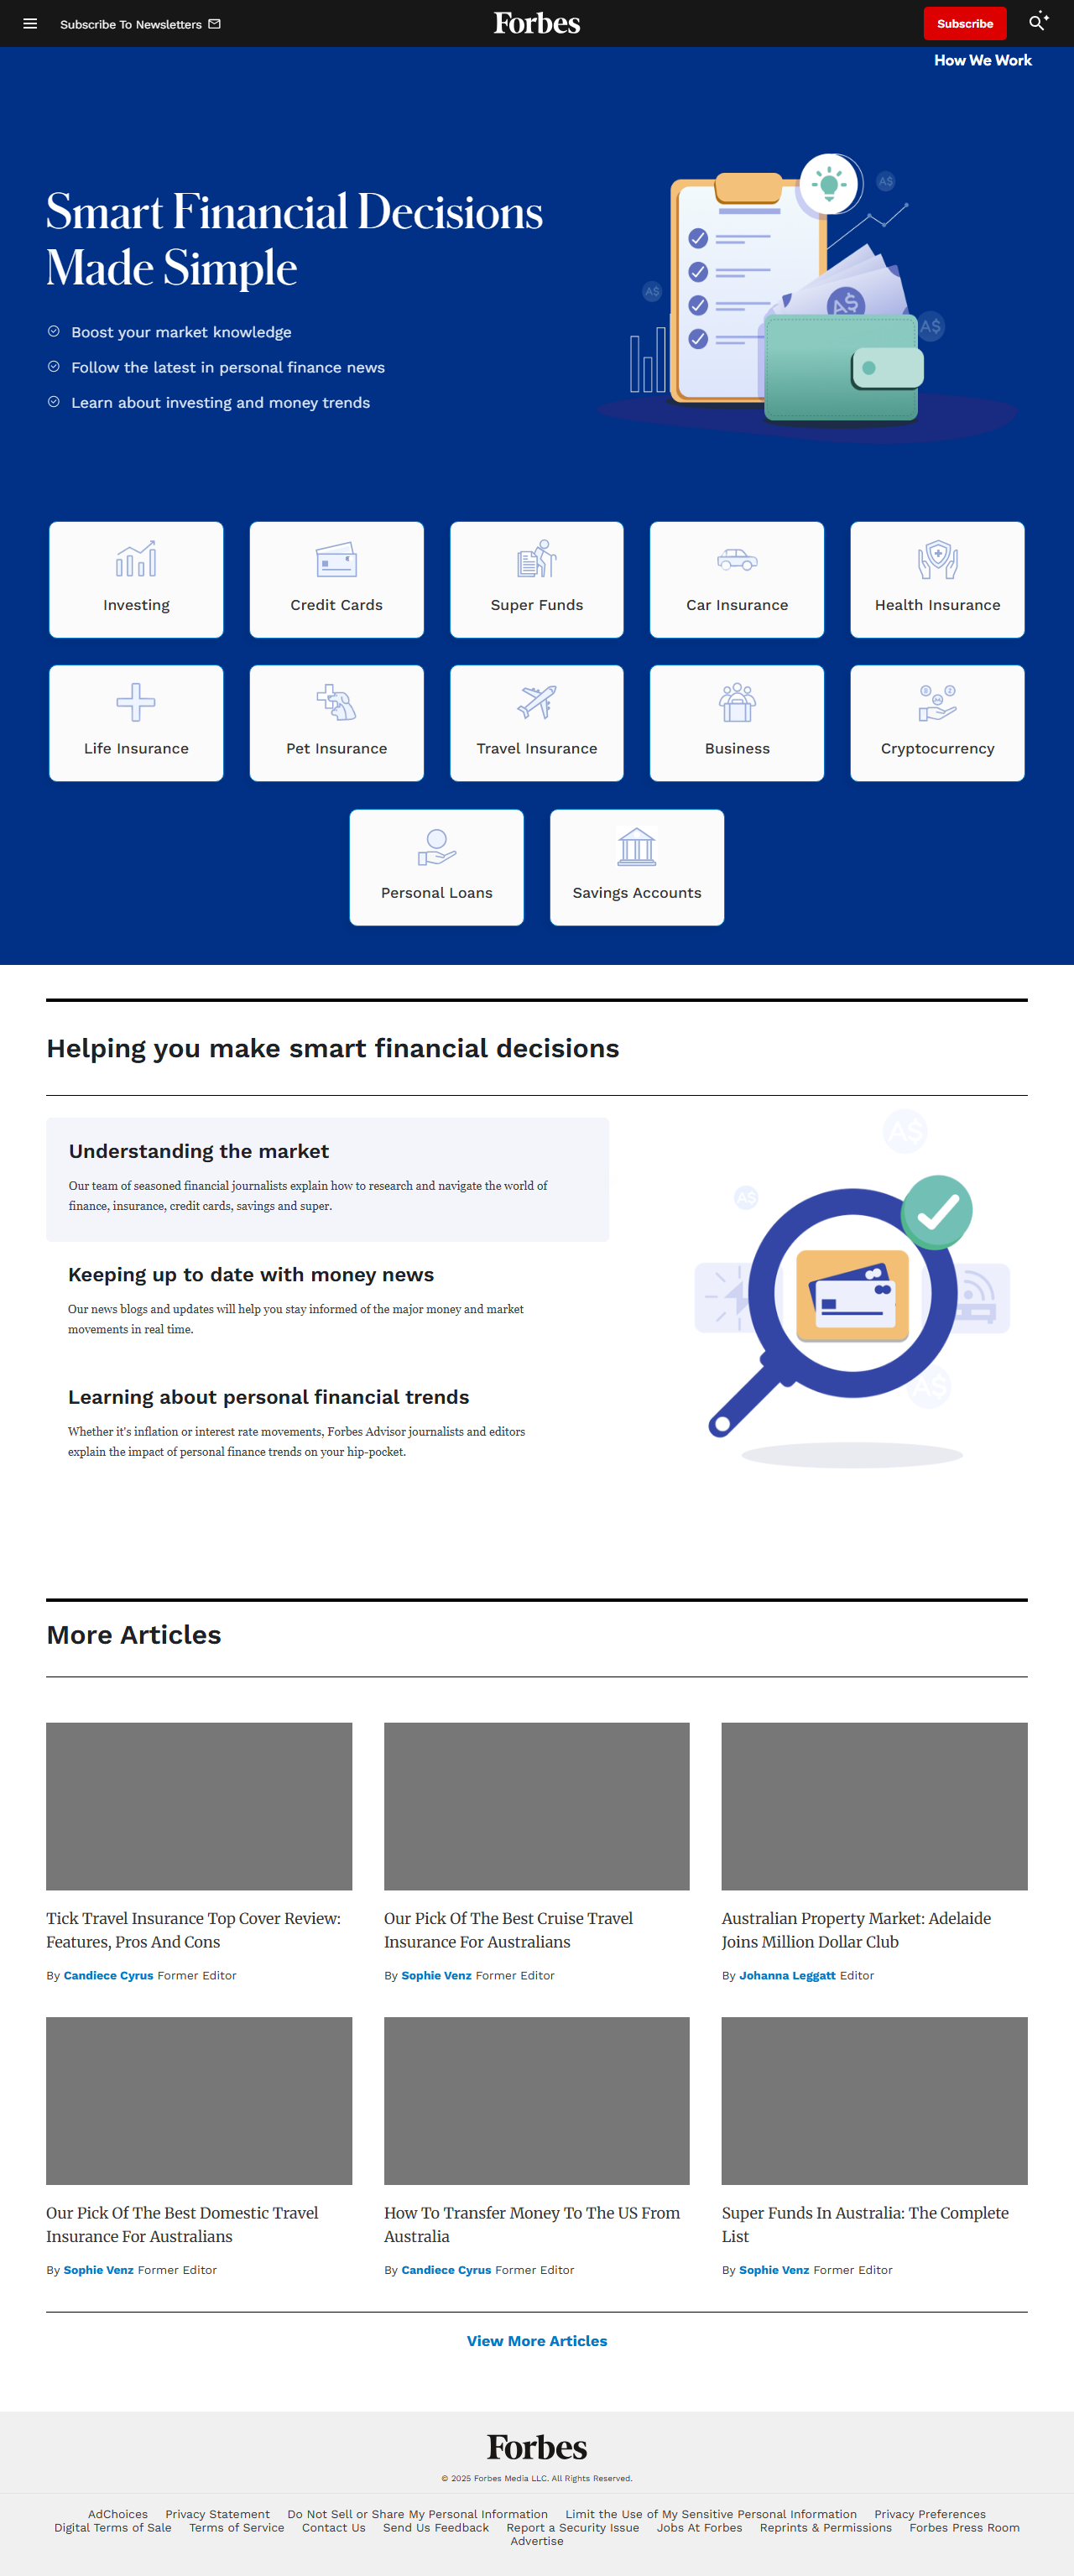 Subscribe To Newsletters
Forbes
Subscribe
How We Work
Smart Financial Decisions
Made Simple
Boost your market knowledge
Follow the latest in personal finance news
Learn about investing and money trends
A$
A$
A$
A$
Investing
Credit Cards
Super Funds
Car Insurance
Health Insurance
Life Insurance
Pet Insurance
Travel Insurance
Business
Cryptocurrency
Personal Loans
Savings Accounts
Helping you make smart financial decisions
Understanding the market
Our team of seasoned financial journalists explain how to research and navigate the world of
finance, insurance, credit cards, savings and super.
Keeping up to date with money news
Our news blogs and updates will help you stay informed of the major money and market
movements in real time.
Learning about personal financial trends
Whether it's inflation or interest rate movements, Forbes Advisor journalists and editors
explain the impact of personal finance trends on your hip-pocket.
A$
A$
A$
More Articles
Tick Travel Insurance Top Cover Review:
Features, Pros And Cons
By Candiece Cyrus Former Editor
Our Pick Of The Best Cruise Travel
Insurance For Australians
By Sophie Venz Former Editor
Australian Property Market: Adelaide
Joins Million Dollar Club
By Johanna Leggatt Editor
Our Pick Of The Best Domestic Travel
Insurance For Australians
By Sophie Venz Former Editor
How To Transfer Money To The US From
Australia
By Candiece Cyrus Former Editor
Super Funds In Australia: The Complete
List
By Sophie Venz Former Editor
View More Articles
Forbes
© 2025 Forbes Media LLC. All Rights Reserved.
AdChoices Privacy Statement Do Not Sell or Share My Personal Information Limit the Use of My Sensitive Personal Information Privacy Preferences
Digital Terms of Sale Terms of Service Contact Us Send Us Feedback Report a Security Issue Jobs At Forbes Reprints & Permissions Forbes Press Room
Advertise